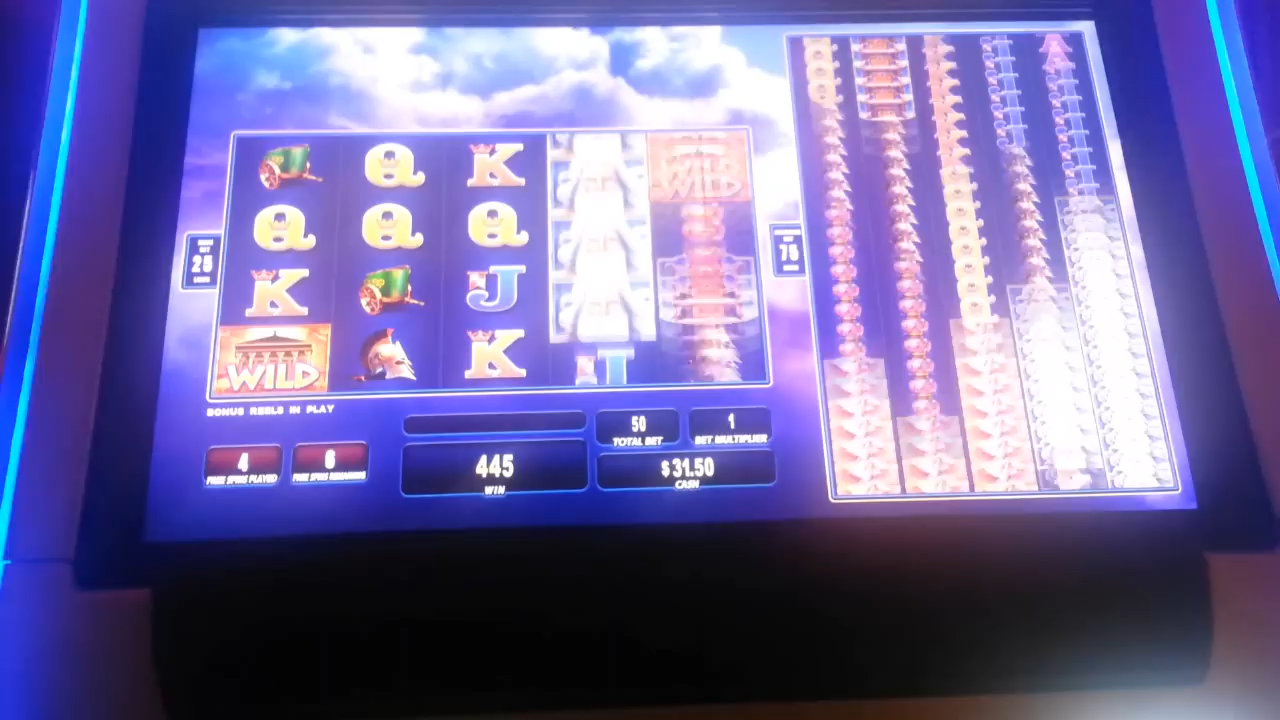 Q
K
Q
Q
Q
K
J
WILD
K
J
WILD
25
75
BONUS REELS IN PLAY
4
FREE SPINS PLAYED
6
FREE SPINS REMAINING
445
WIN
50
TOTAL BET
1
BET MULTIPLIER
$31.50
CASH